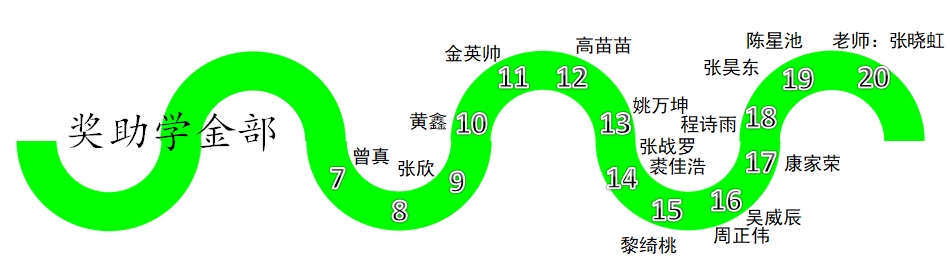 奖助学金部
7
曾真
8
张欣
9
黄鑫
10
金英帅
11
12
高苗苗
13
姚万坤
14
张战罗
裘佳浩
15
黎绮桃
16
吴威辰
周正伟
17
康家荣
18
程诗雨
张昊东
19
陈星池
20
老师：张晓虹